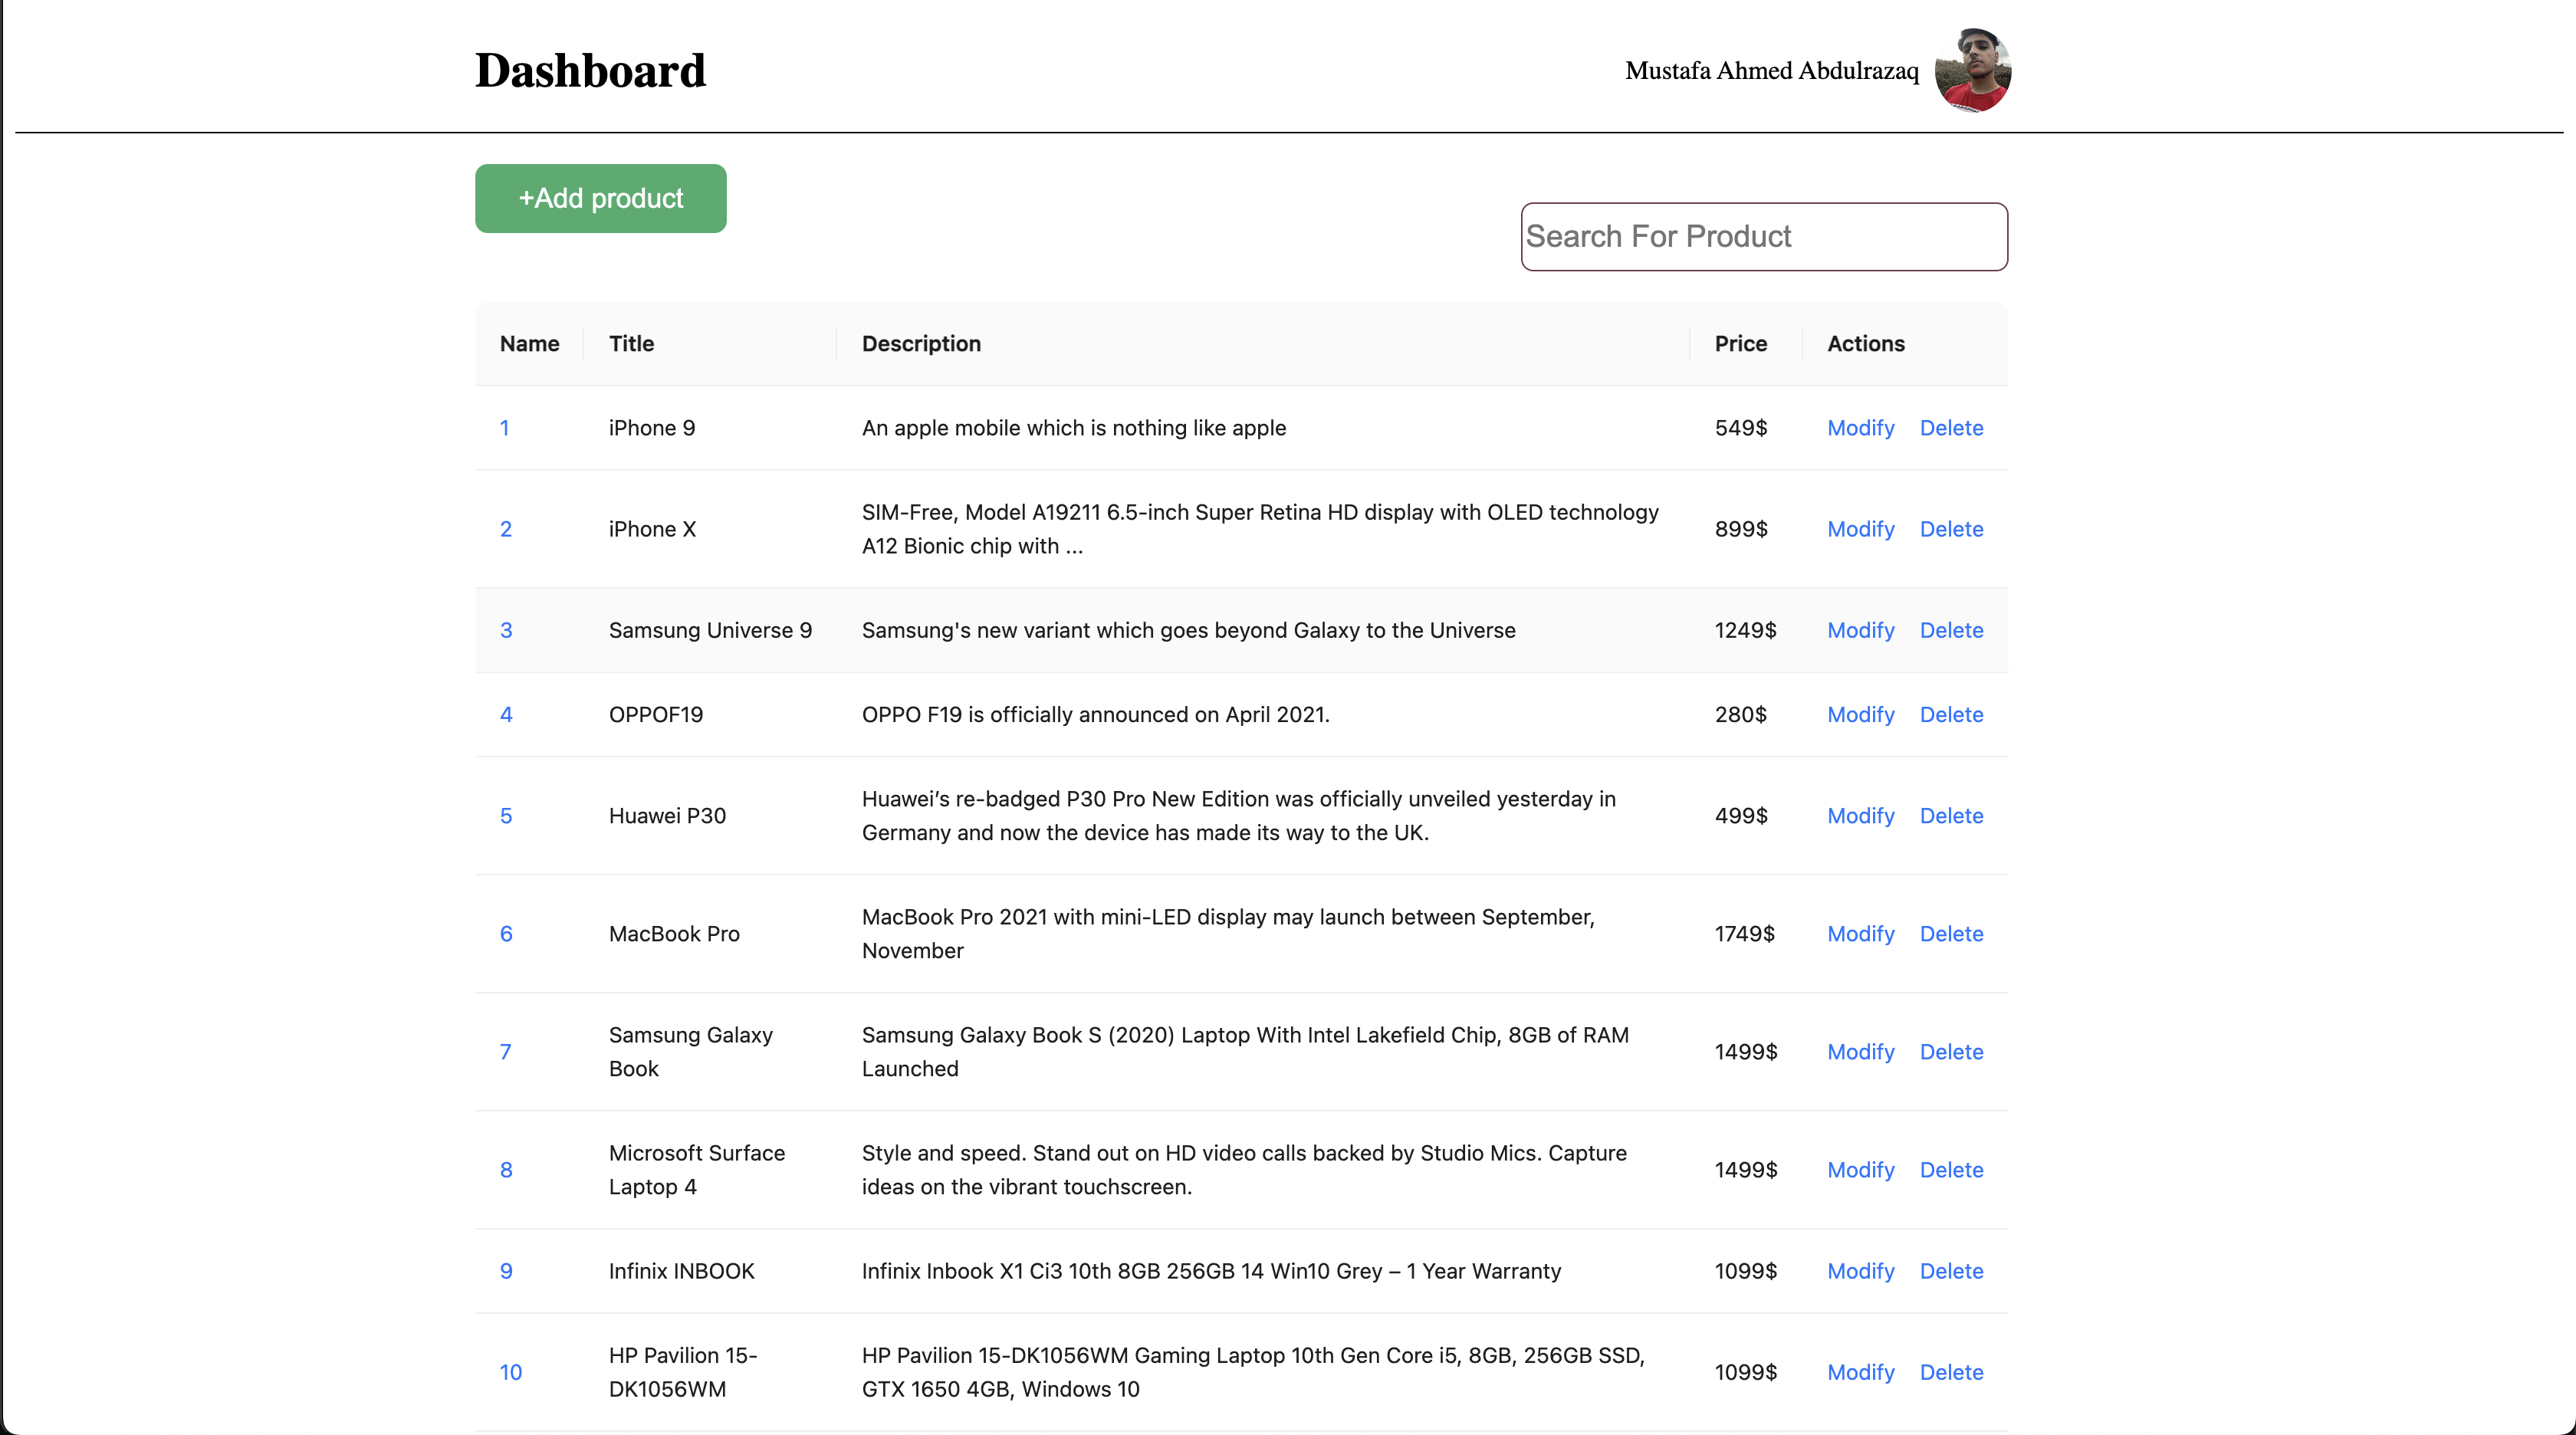 Dashboard
Mustafa Ahmed Abdulrazaq
+Add product
Search For Product
Name Title Description Price Actions
1 iPhone 9 An apple mobile which is nothing like apple 549$ Modify Delete
2 iPhone X SIM-Free, Model A19211 6.5-inch Super Retina HD display with OLED technology
A12 Bionic chip with ... 899$ Modify Delete
3 Samsung Universe 9 Samsung's new variant which goes beyond Galaxy to the Universe 1249$ Modify Delete
4 OPPOF19 OPPO F19 is officially announced on April 2021. 280$ Modify Delete
5 Huawei P30 Huawei’s re-badged P30 Pro New Edition was officially unveiled yesterday in
Germany and now the device has made its way to the UK. 499$ Modify Delete
6 MacBook Pro MacBook Pro 2021 with mini-LED display may launch between September,
November 1749$ Modify Delete
7 Samsung Galaxy
Book Samsung Galaxy Book S (2020) Laptop With Intel Lakefield Chip, 8GB of RAM
Launched 1499$ Modify Delete
8 Microsoft Surface
Laptop 4 Style and speed. Stand out on HD video calls backed by Studio Mics. Capture
ideas on the vibrant touchscreen. 1499$ Modify Delete
9 Infinix INBOOK Infinix Inbook X1 Ci3 10th 8GB 256GB 14 Win10 Grey – 1 Year Warranty 1099$ Modify Delete
10 HP Pavilion 15-
DK1056WM HP Pavilion 15-DK1056WM Gaming Laptop 10th Gen Core i5, 8GB, 256GB SSD,
GTX 1650 4GB, Windows 10 1099$ Modify Delete